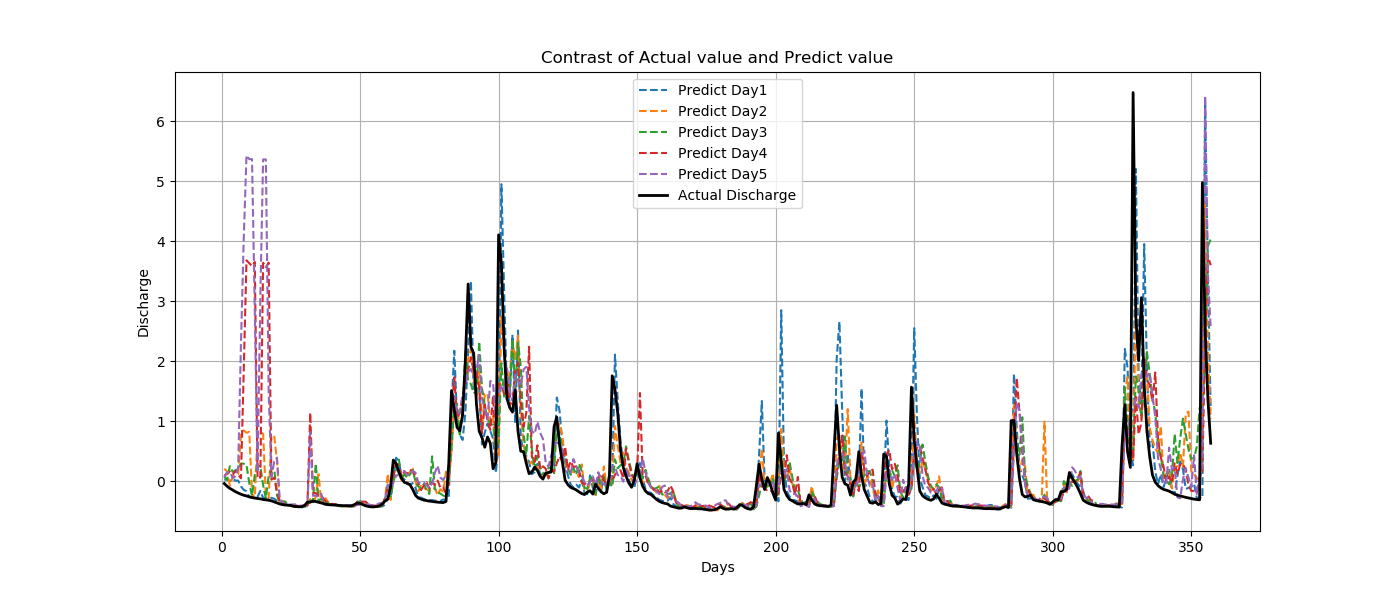 Contrast of Actual value and Predict value
Predict Day1
Predict Day2
Predict Day3
Predict Day4
Predict Day5
Actual Discharge
Discharge
6
5
4
3
2
1
0
0 50 100 150 200 250 300 350
Days